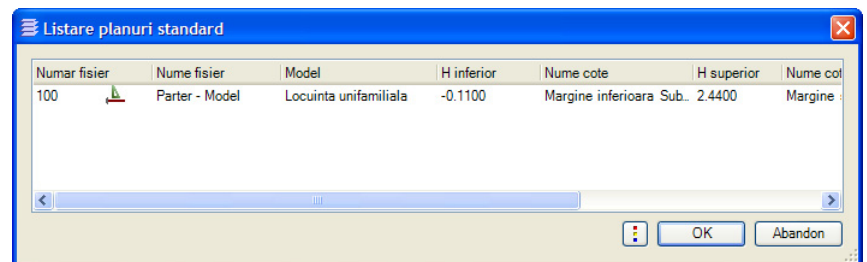 Listare planuri standard
Numar fisier Nume fisier Model H inferior Nume cote H superior Nume cot
100 Parter - Model Locuinta unifamiliala -0.1100 Margine inferioara Sub.. 2.4400 Margine
OK Abandon